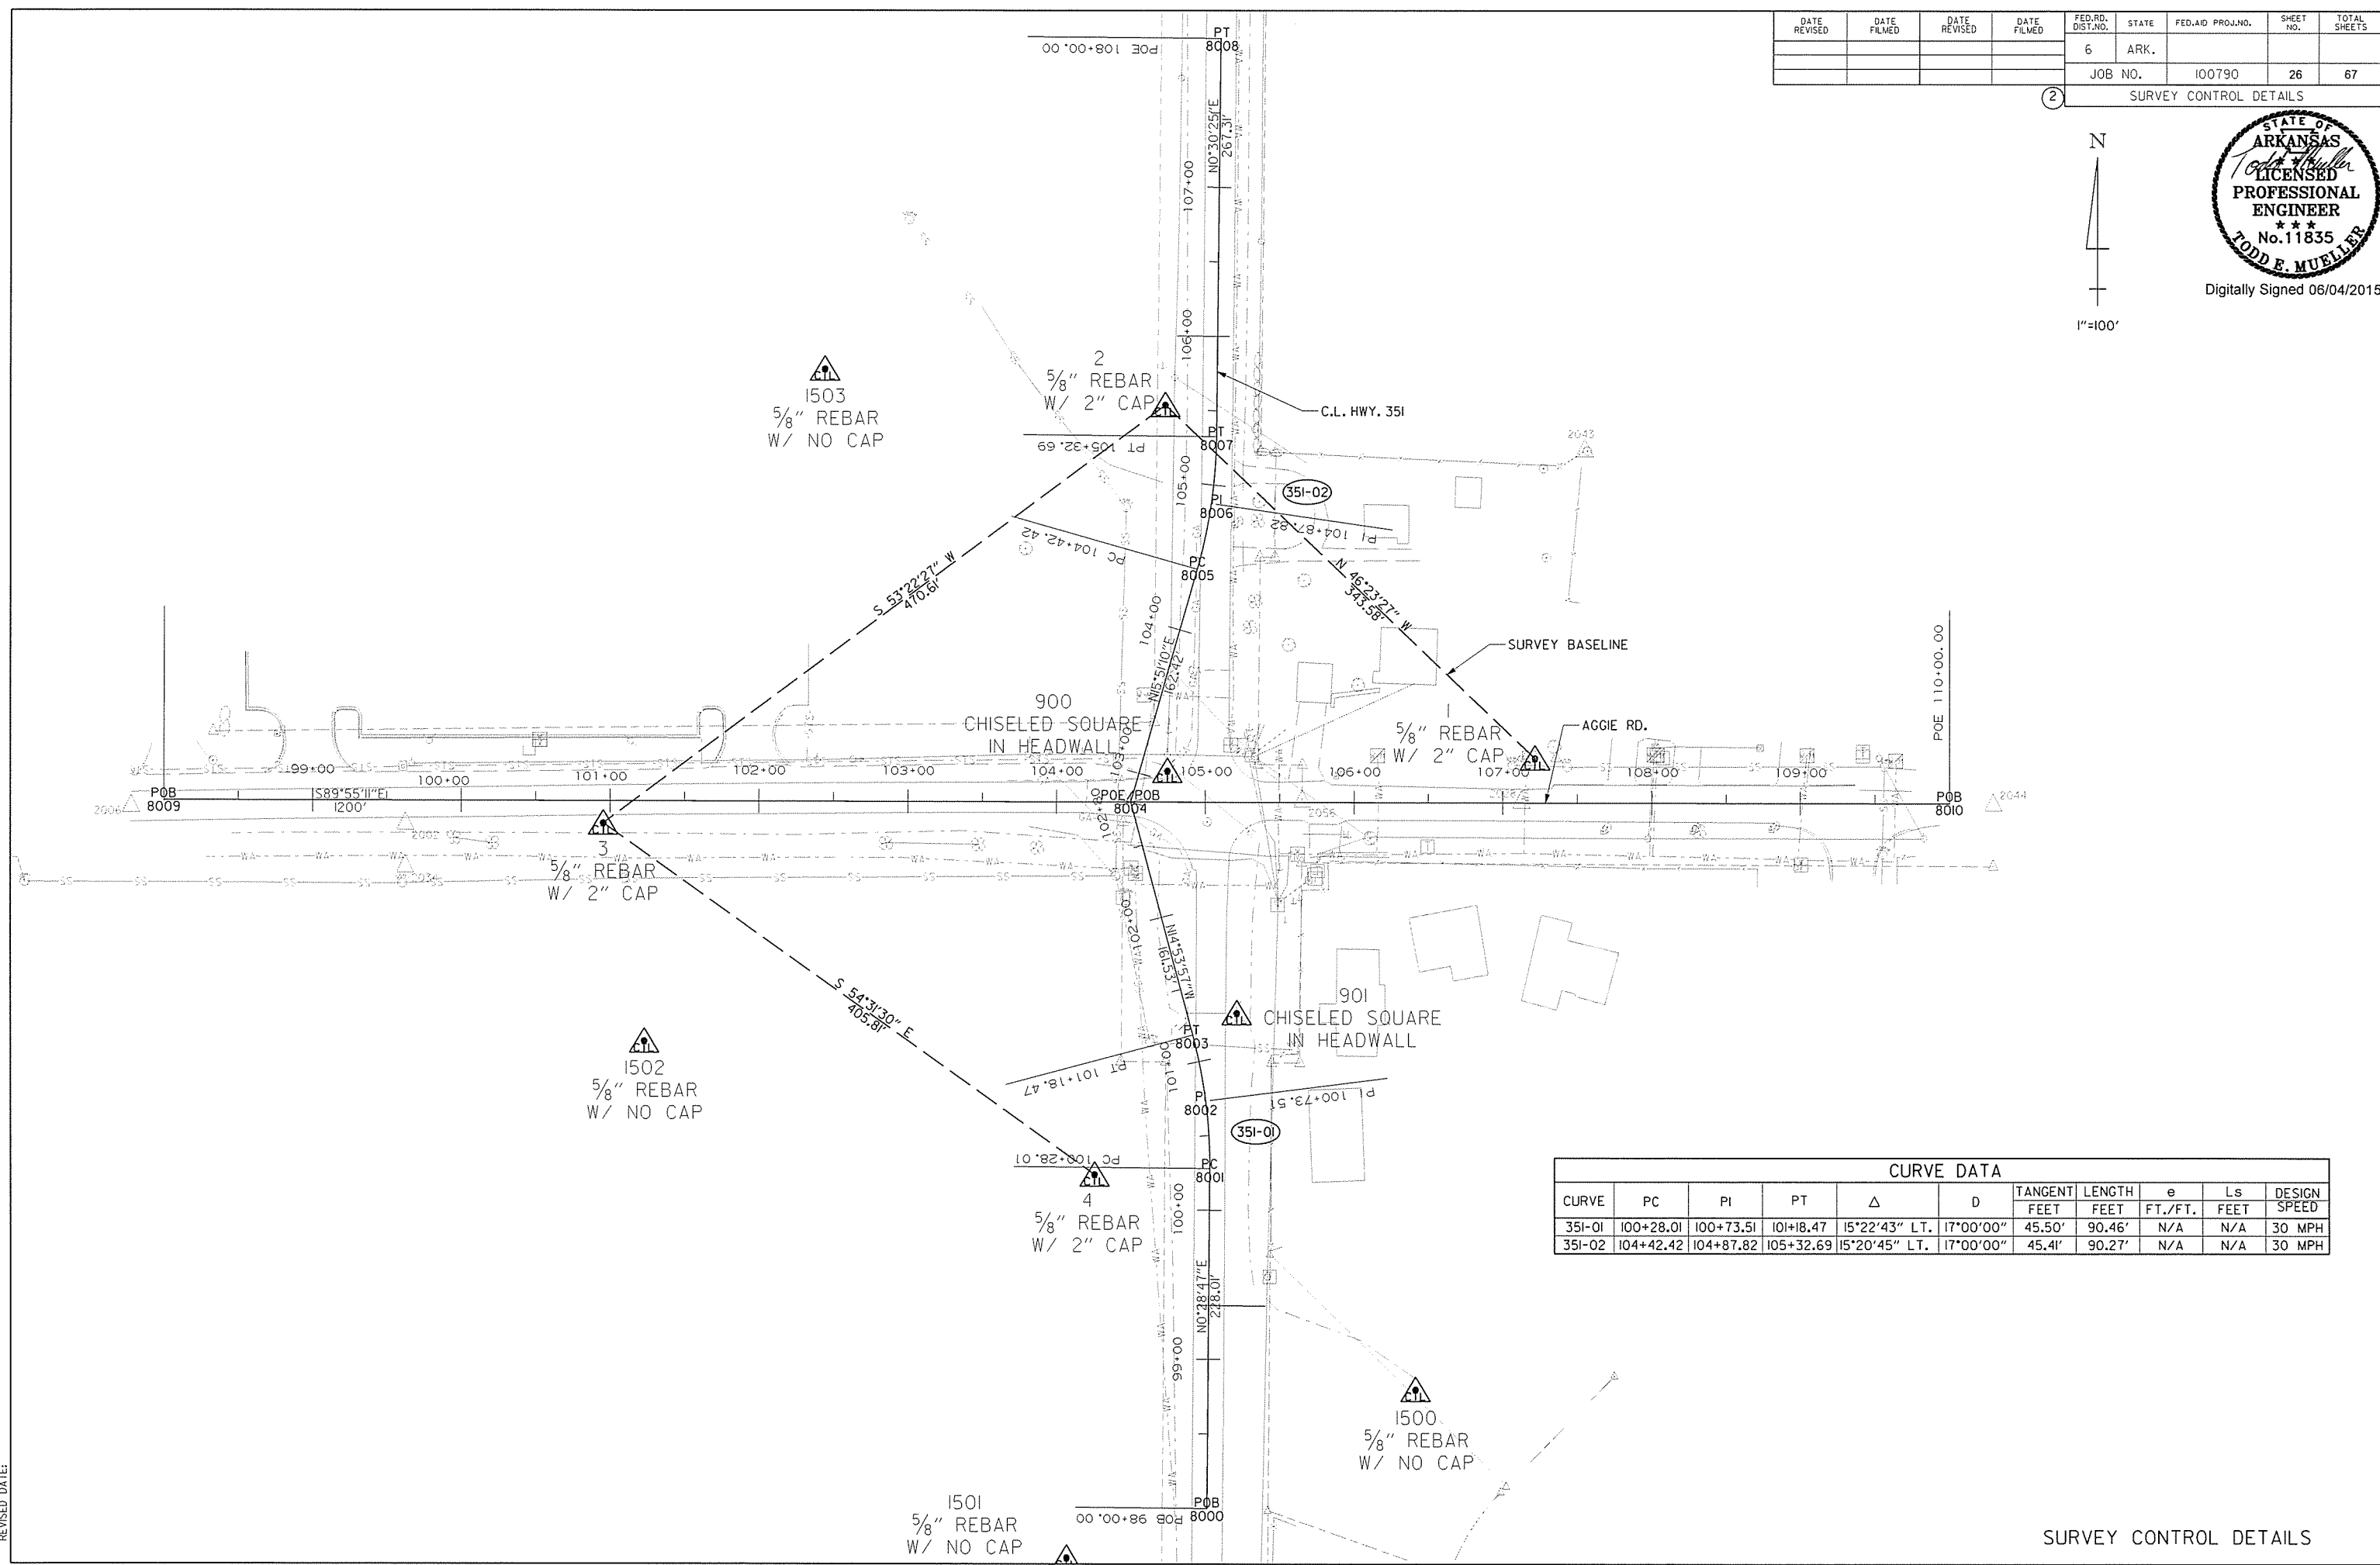 DATE REVISED
DATE FILMED
DATE REVISED
DATE FILMED
FED.RD. DIST.NO.
STATE
FED.AID PROJ.NO.
SHEET NO.
TOTAL SHEETS
6 ARK.
JOB NO. 100790 26 67
2 SURVEY CONTROL DETAILS
STATE OF
ARKANSAS
Todd Mueller
LICENSED
PROFESSIONAL
ENGINEER
No.11835
TODD E. MUELLER
Digitally Signed 06/04/2015
N
1"=100'
PT
8008
POE 108+00.00
N0°30'25"E
267.31'
107+00
106+00
C.L. HWY. 351
1503
5/8" REBAR
W/ NO CAP
2
5/8" REBAR
W/ 2" CAP
CTL
PT
8007
PT 105+32.69
105+00
351-02
2043
PI
8006
PI 104+87.82
PC 104+42.42
PC
8005
S 53°22'27" W
470.61'
N 46°23'27" W
343.58'
104+00
N15°51'10"E
162.42'
SURVEY BASELINE
POE 110+00.00
900
CHISELED SQUARE
IN HEADWALL
103+00
1
5/8" REBAR
W/ 2" CAP
AGGIE RD.
99+00
100+00
101+00
102+00
103+00
104+00
105+00
106+00
107+00
108+00
109+00
2006
POB
8009
S89°55'11"E
1200'
POE/POB
8004
POB
8010
2044
2056
3
5/8" REBAR
W/ 2" CAP
102+00
N14°53'57"W
161.53'
S 54°31'30" E
405.81'
901
CHISELED SQUARE
IN HEADWALL
1502
5/8" REBAR
W/ NO CAP
PT
8003
PT 101+18.47
101+00
PI
8002
PI 100+73.51
351-01
PC 100+28.01
PC
8001
4
5/8" REBAR
W/ 2" CAP
100+00
N0°28'47"E
228.01'
99+00
CURVE DATA
CURVE PC PI PT Δ D TANGENT FEET LENGTH FEET e FT./FT. Ls FEET DESIGN SPEED
351-01 100+28.01 100+73.51 101+18.47 15°22'43" LT. 17°00'00" 45.50' 90.46' N/A N/A 30 MPH
351-02 104+42.42 104+87.82 105+32.69 15°20'45" LT. 17°00'00" 45.41' 90.27' N/A N/A 30 MPH
1500
5/8" REBAR
W/ NO CAP
1501
5/8" REBAR
W/ NO CAP
POB
8000
POB 98+00.00
REVISED DATE:
SURVEY CONTROL DETAILS